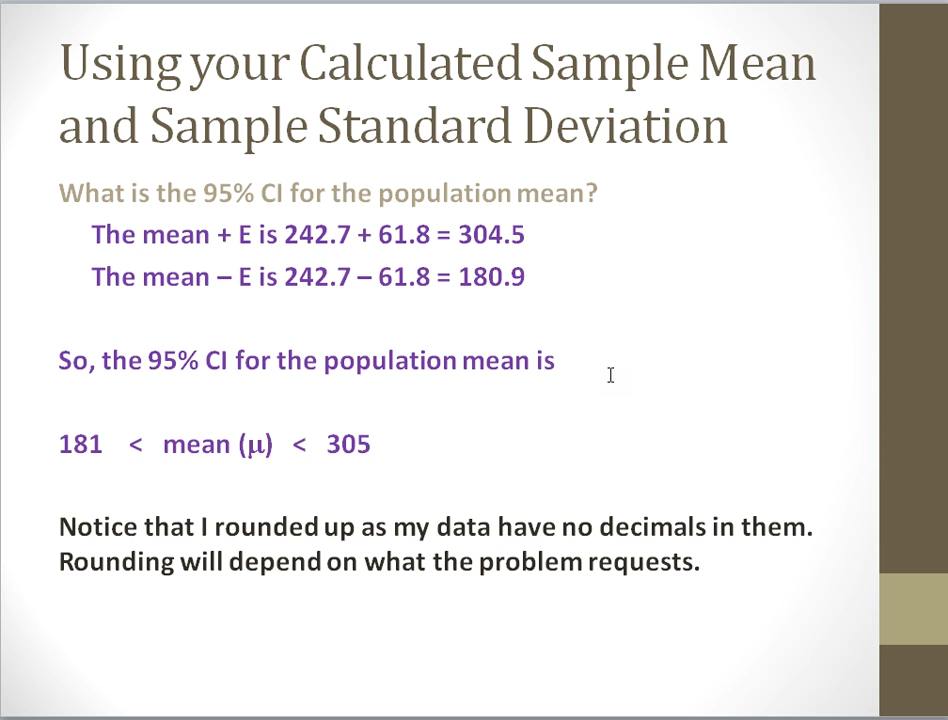 Using your Calculated Sample Mean
and Sample Standard Deviation
What is the 95% CI for the population mean?
The mean + E is 242.7 + 61.8 = 304.5
The mean – E is 242.7 – 61.8 = 180.9
So, the 95% CI for the population mean is
181 < mean (μ) < 305
Notice that I rounded up as my data have no decimals in them.
Rounding will depend on what the problem requests.